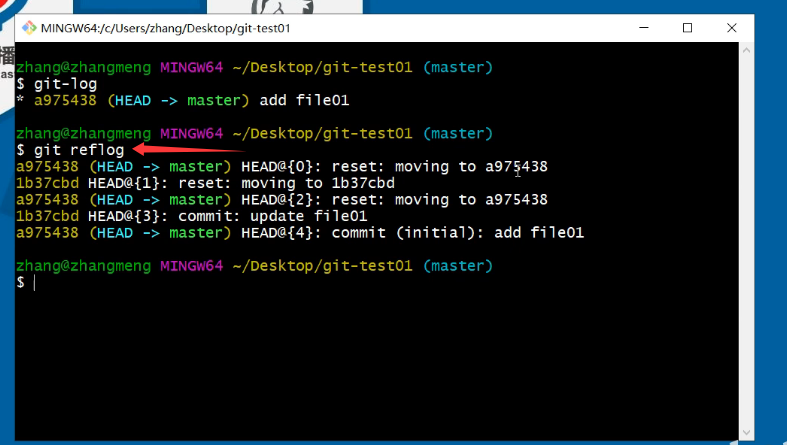 MINGW64:/c/Users/zhang/Desktop/git-test01
播
as
zhang@zhangmeng MINGW64 ~/Desktop/git-test01 (master)
$ git-log
* a975438 (HEAD -> master) add file01
zhang@zhangmeng MINGW64 ~/Desktop/git-test01 (master)
$ git reflog
a975438 (HEAD -> master) HEAD@{0}: reset: moving to a975438
1b37cbd HEAD@{1}: reset: moving to 1b37cbd
a975438 (HEAD -> master) HEAD@{2}: reset: moving to a975438
1b37cbd HEAD@{3}: commit: update file01
a975438 (HEAD -> master) HEAD@{4}: commit (initial): add file01
zhang@zhangmeng MINGW64 ~/Desktop/git-test01 (master)
$